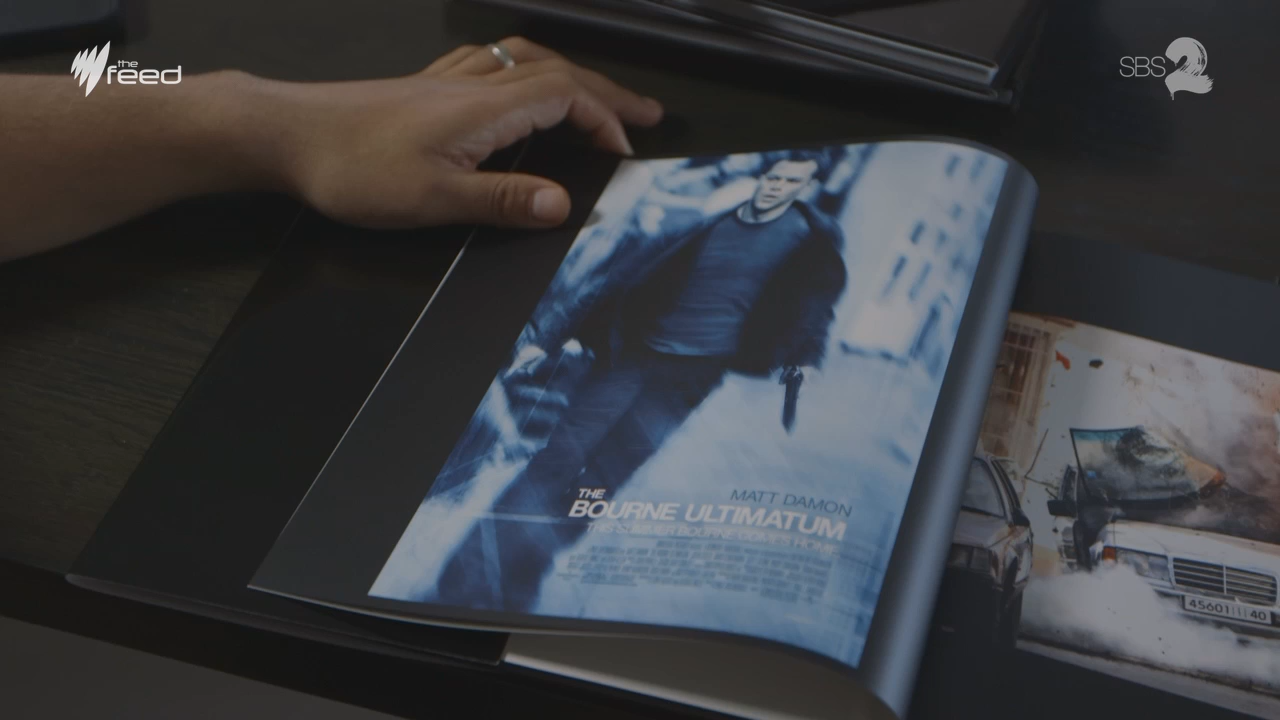 the
feed
SBS 2
MATT DAMON
THE
BOURNE ULTIMATUM
THIS SUMMER BOURNE COMES HOME
45601 40